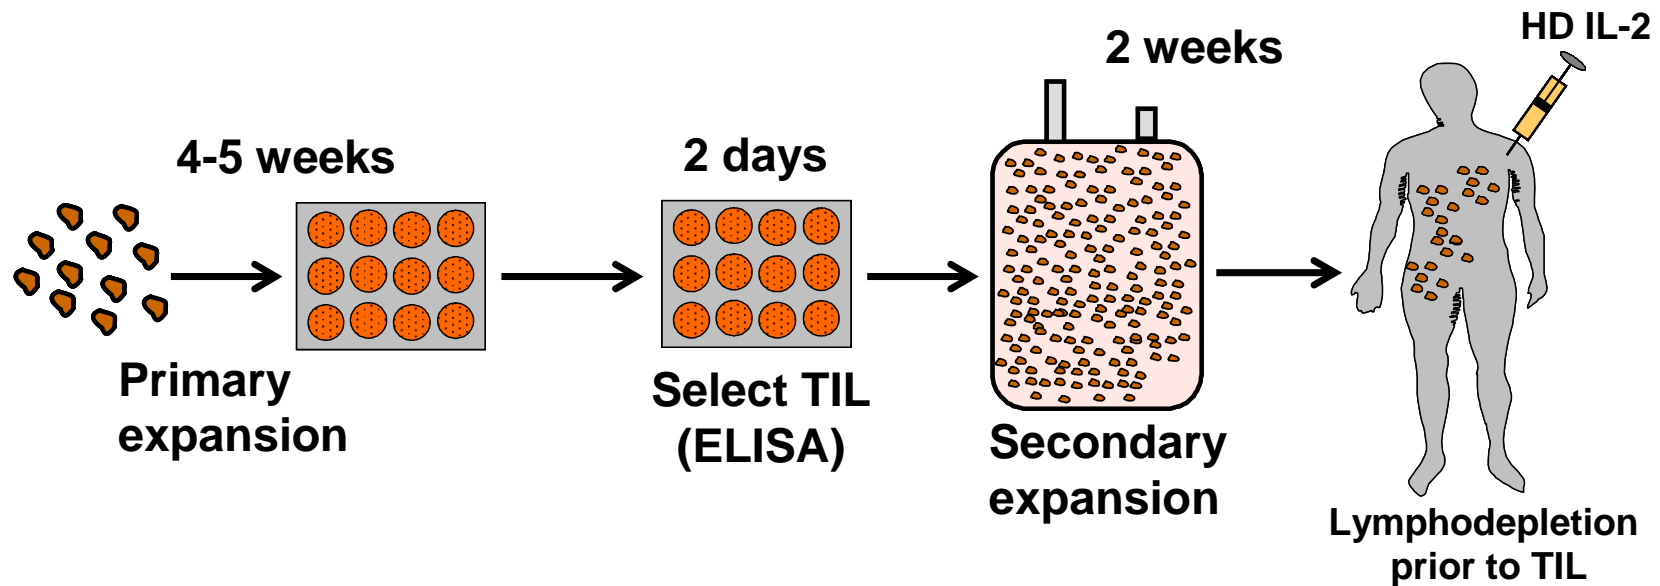 4-5 weeks
Primary
expansion
2 days
Select TIL
(ELISA)
2 weeks
Secondary
expansion
HD IL-2
Lymphodepletion
prior to TIL